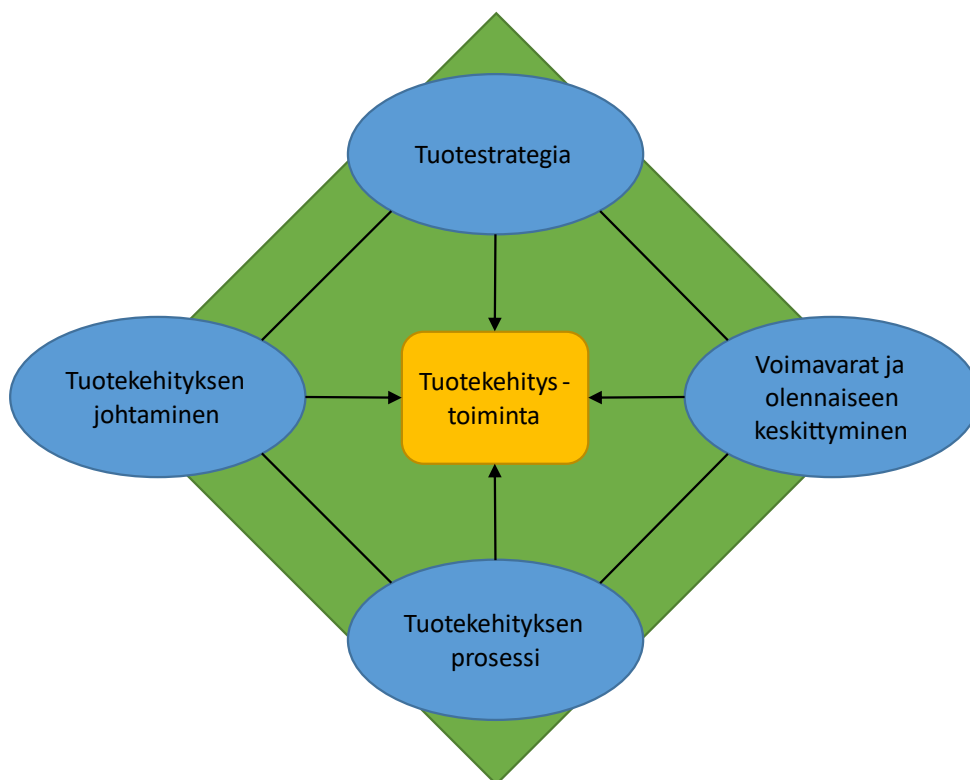 Tuotestrategia
Tuotekehityksen
johtaminen
Tuotekehitys -
toiminta
Voimavarat ja
olennaiseen
keskittyminen
Tuotekehityksen
prosessi